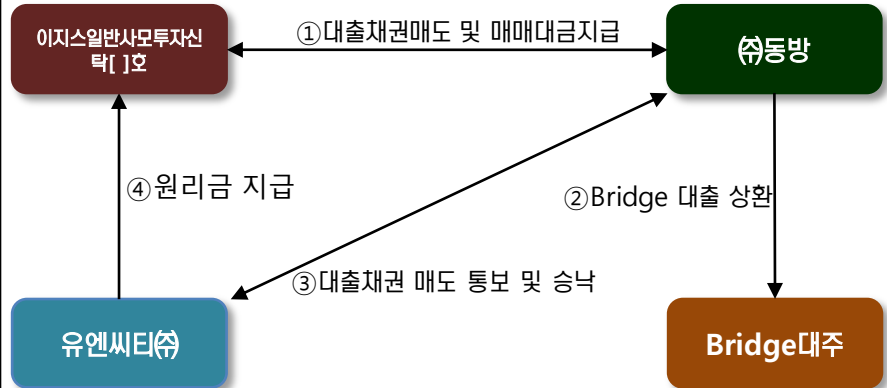 이지스일반사모투자신
탁[ ]호
①대출채권매도 및 매매대금지급
㈜동방
④원리금 지급
②Bridge 대출 상환
③대출채권 매도 통보 및 승낙
유엔씨티㈜
Bridge대주